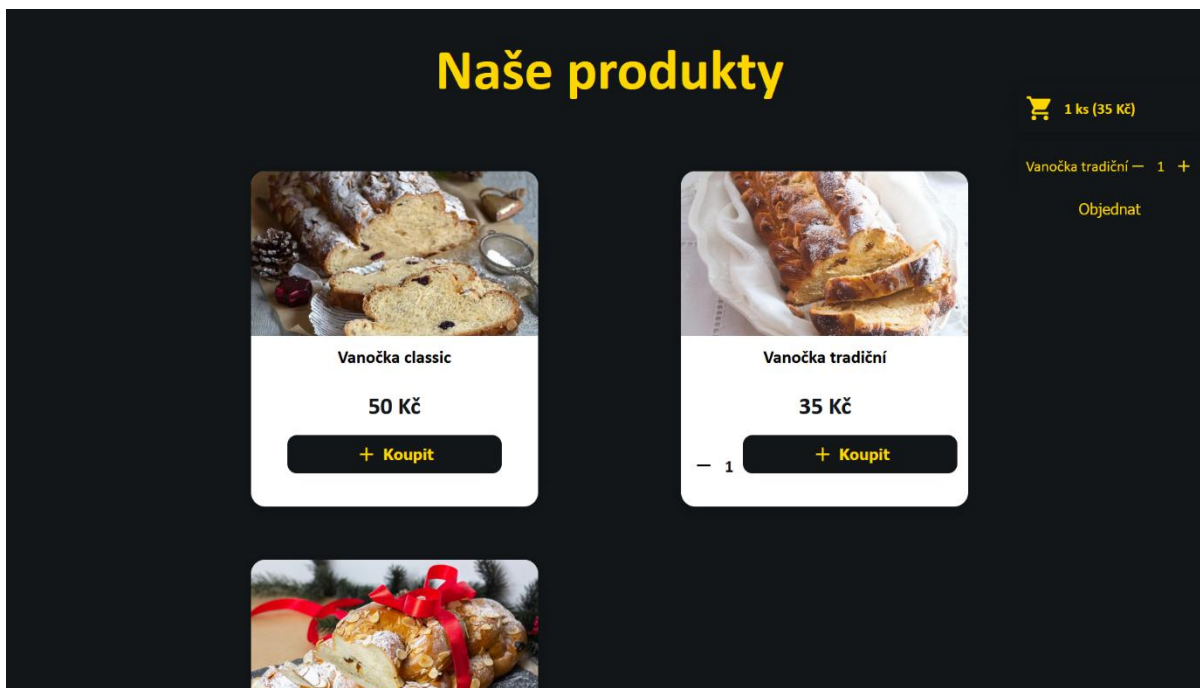 Naše produkty
1 ks (35 Kč)
Vanočka tradiční — 1 +
Objednat
Vanočka classic
50 Kč
+ Koupit
Vanočka tradiční
35 Kč
— 1 + Koupit